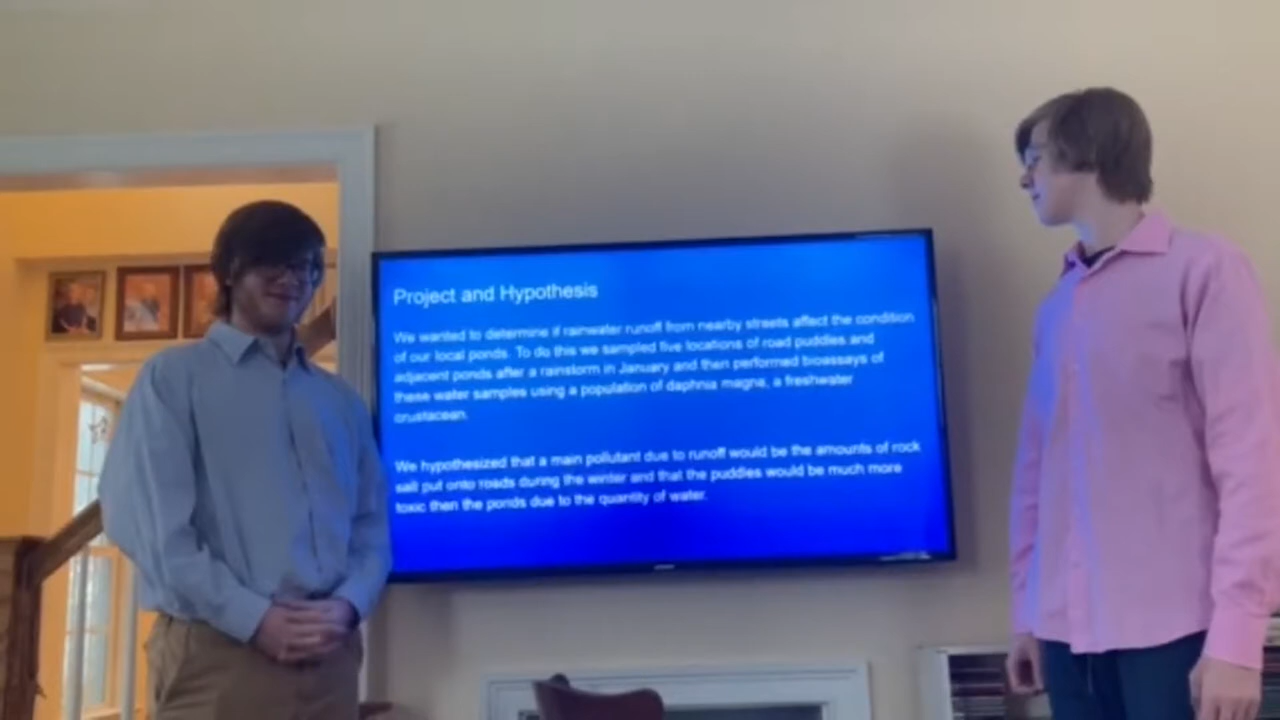 Project and Hypothesis
We wanted to determine if rainwater runoff from nearby streets affect the condition
of our local ponds. To do this we sampled five locations of road puddles and
adjacent ponds after a rainstorm in January and then performed bioassays of
these water samples using a population of daphnia magna, a freshwater
crustacean.
We hypothesized that a main pollutant due to runoff would be the amounts of rock
salt put onto roads during the winter and that the puddles would be much more
toxic then the ponds due to the quantity of water.